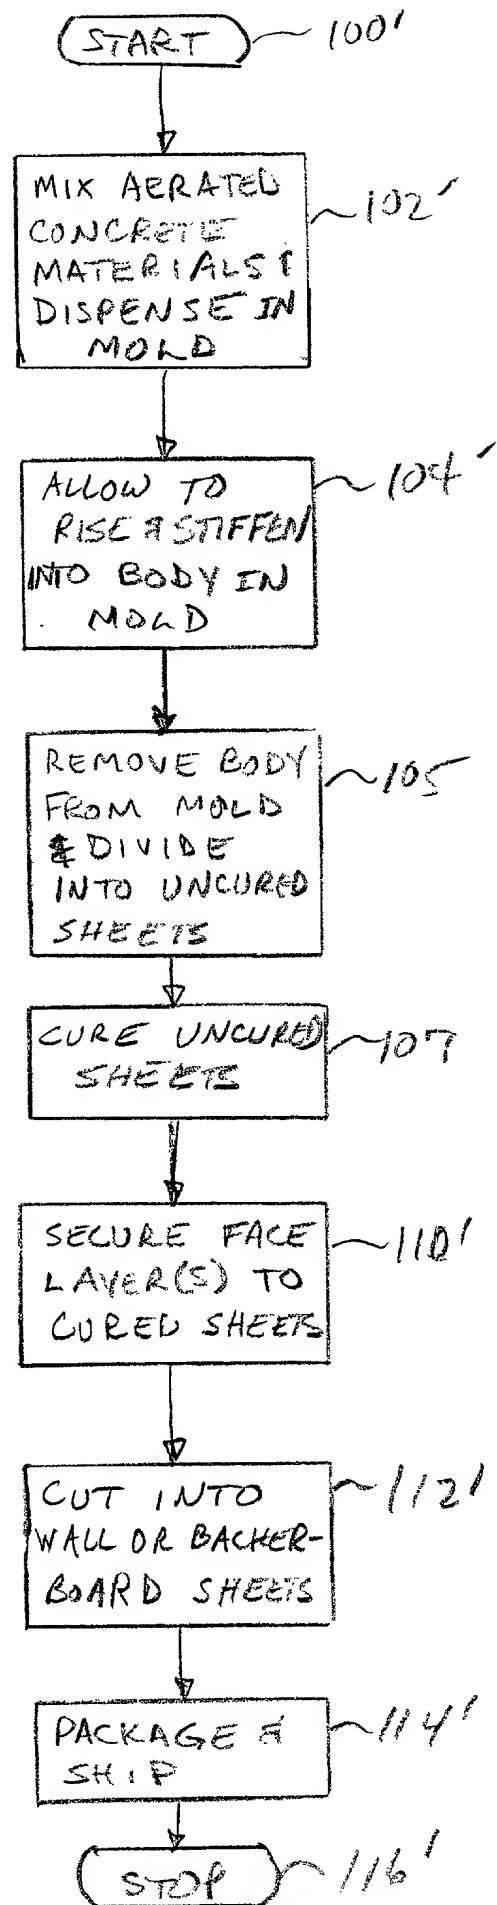 START 100'
MIX AERATED
CONCRETE 102'
MATERIALS &
DISPENSE IN
MOLD
ALLOW TO 104'
RISE & STIFFEN
INTO BODY IN
MOLD
REMOVE BODY 105
FROM MOLD
& DIVIDE
INTO UNCURED
SHEETS
CURE UNCURED 107
SHEETS
SECURE FACE 110'
LAYER(S) TO
CURED SHEETS
CUT INTO 112'
WALL OR BACKER-
BOARD SHEETS
PACKAGE & 114'
SHIP
STOP 116'